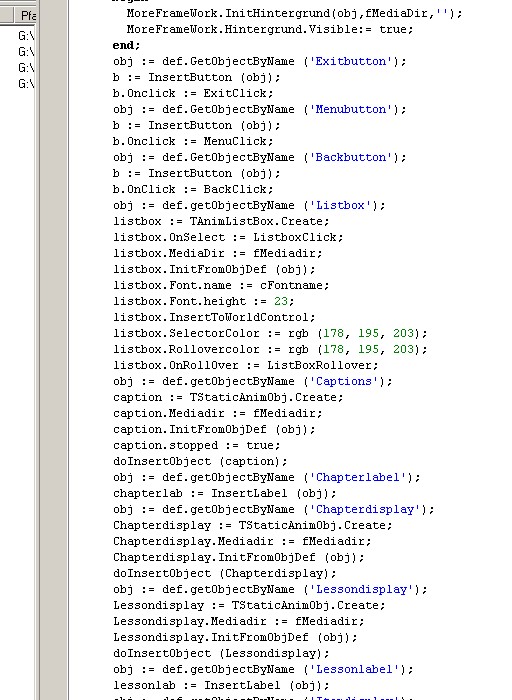 Pfa
G:\
G:\
G:\
G:\
MoreFrameWork.InitHintergrund(obj,fMediaDir,'');
MoreFrameWork.Hintergrund.Visible:= true;
end;
obj := def.GetObjectByName ('Exitbutton');
b := InsertButton (obj);
b.Onclick := ExitClick;
obj := def.GetObjectByName ('Menubutton');
b := InsertButton (obj);
b.Onclick := MenuClick;
obj := def.GetObjectByName ('Backbutton');
b := InsertButton (obj);
b.OnClick := BackClick;
obj := def.getObjectByName ('Listbox');
listbox := TAnimListBox.Create;
listbox.OnSelect := ListboxClick;
listbox.MediaDir := fMediadir;
listbox.InitFromObjDef (obj);
listbox.Font.name := cFontname;
listbox.Font.height := 23;
listbox.InsertToWorldControl;
listbox.SelectorColor := rgb (178, 195, 203);
listbox.Rollovercolor := rgb (178, 195, 203);
listbox.OnRollOver := ListBoxRollover;
obj := def.getObjectByName ('Captions');
caption := TStaticAnimObj.Create;
caption.Mediadir := fMediadir;
caption.InitFromObjDef (obj);
caption.stopped := true;
doInsertObject (caption);
obj := def.getObjectByName ('Chapterlabel');
chapterlab := InsertLabel (obj);
obj := def.getObjectByName ('Chapterdisplay');
Chapterdisplay := TStaticAnimObj.Create;
Chapterdisplay.Mediadir := fMediadir;
Chapterdisplay.InitFromObjDef (obj);
doInsertObject (Chapterdisplay);
obj := def.getObjectByName ('Lessondisplay');
Lessondisplay := TStaticAnimObj.Create;
Lessondisplay.Mediadir := fMediadir;
Lessondisplay.InitFromObjDef (obj);
doInsertObject (Lessondisplay);
obj := def.getObjectByName ('Lessonlabel');
lessonlab := InsertLabel (obj);